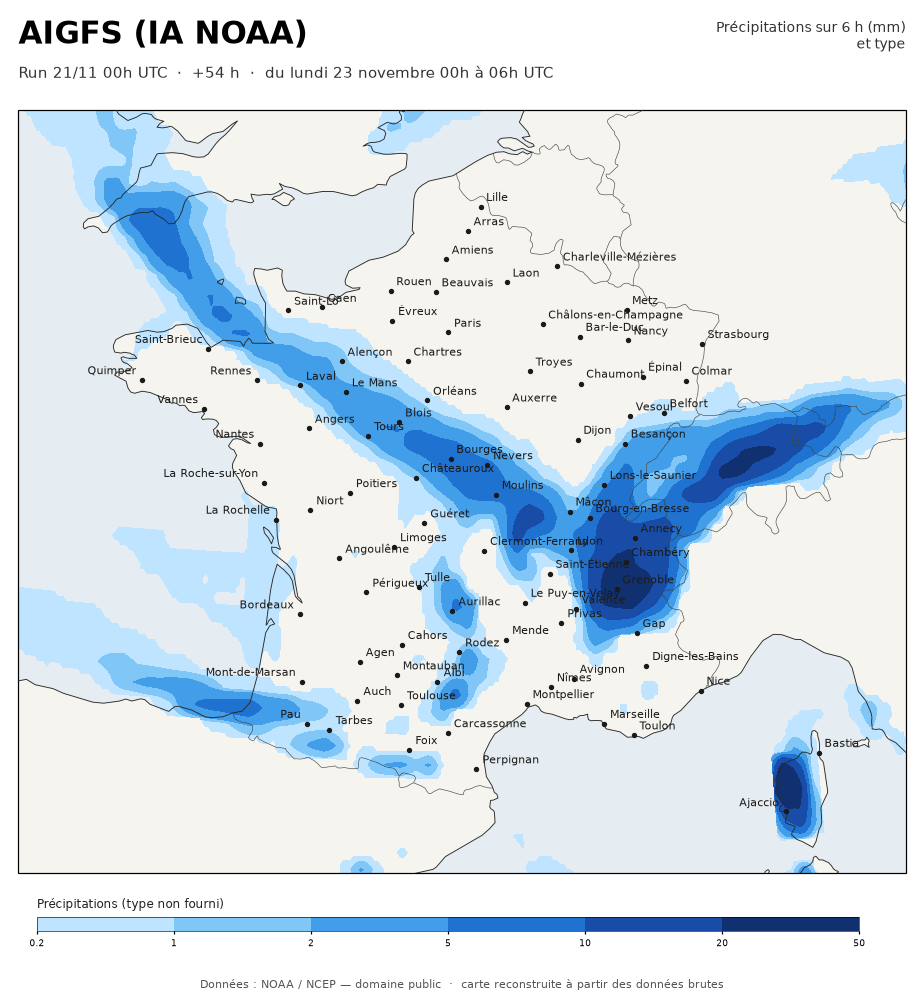 AIGFS (IA NOAA)
Précipitations sur 6 h (mm)
et type
Run 21/11 00h UTC · +54 h · du lundi 23 novembre 00h à 06h UTC
Lille
Arras
Amiens
Charleville-Mézières
Laon
Rouen
Beauvais
Saint-Lô
Caen
Metz
Évreux
Châlons-en-Champagne
Paris
Bar-le-Duc
Nancy
Strasbourg
Saint-Brieuc
Alençon
Chartres
Troyes
Quimper
Rennes
Laval
Le Mans
Chaumont
Épinal
Colmar
Vannes
Orléans
Auxerre
Vesoul
Belfort
Angers
Tours
Blois
Nantes
Dijon
Besançon
Bourges
Nevers
La Roche-sur-Yon
Châteauroux
Lons-le-Saunier
Poitiers
Moulins
Niort
La Rochelle
Guéret
Mâcon
Bourg-en-Bresse
Annecy
Limoges
Clermont-Ferrand
Lyon
Angoulême
Chambéry
Saint-Étienne
Périgueux
Tulle
Grenoble
Bordeaux
Aurillac
Le Puy-en-Velay
Valence
Privas
Cahors
Rodez
Mende
Gap
Agen
Mont-de-Marsan
Montauban
Albi
Avignon
Digne-les-Bains
Nîmes
Nice
Auch
Toulouse
Montpellier
Pau
Tarbes
Carcassonne
Marseille
Toulon
Foix
Bastia
Perpignan
Ajaccio
Précipitations (type non fourni)
0.2 1 2 5 10 20 50
Données : NOAA / NCEP — domaine public · carte reconstruite à partir des données brutes